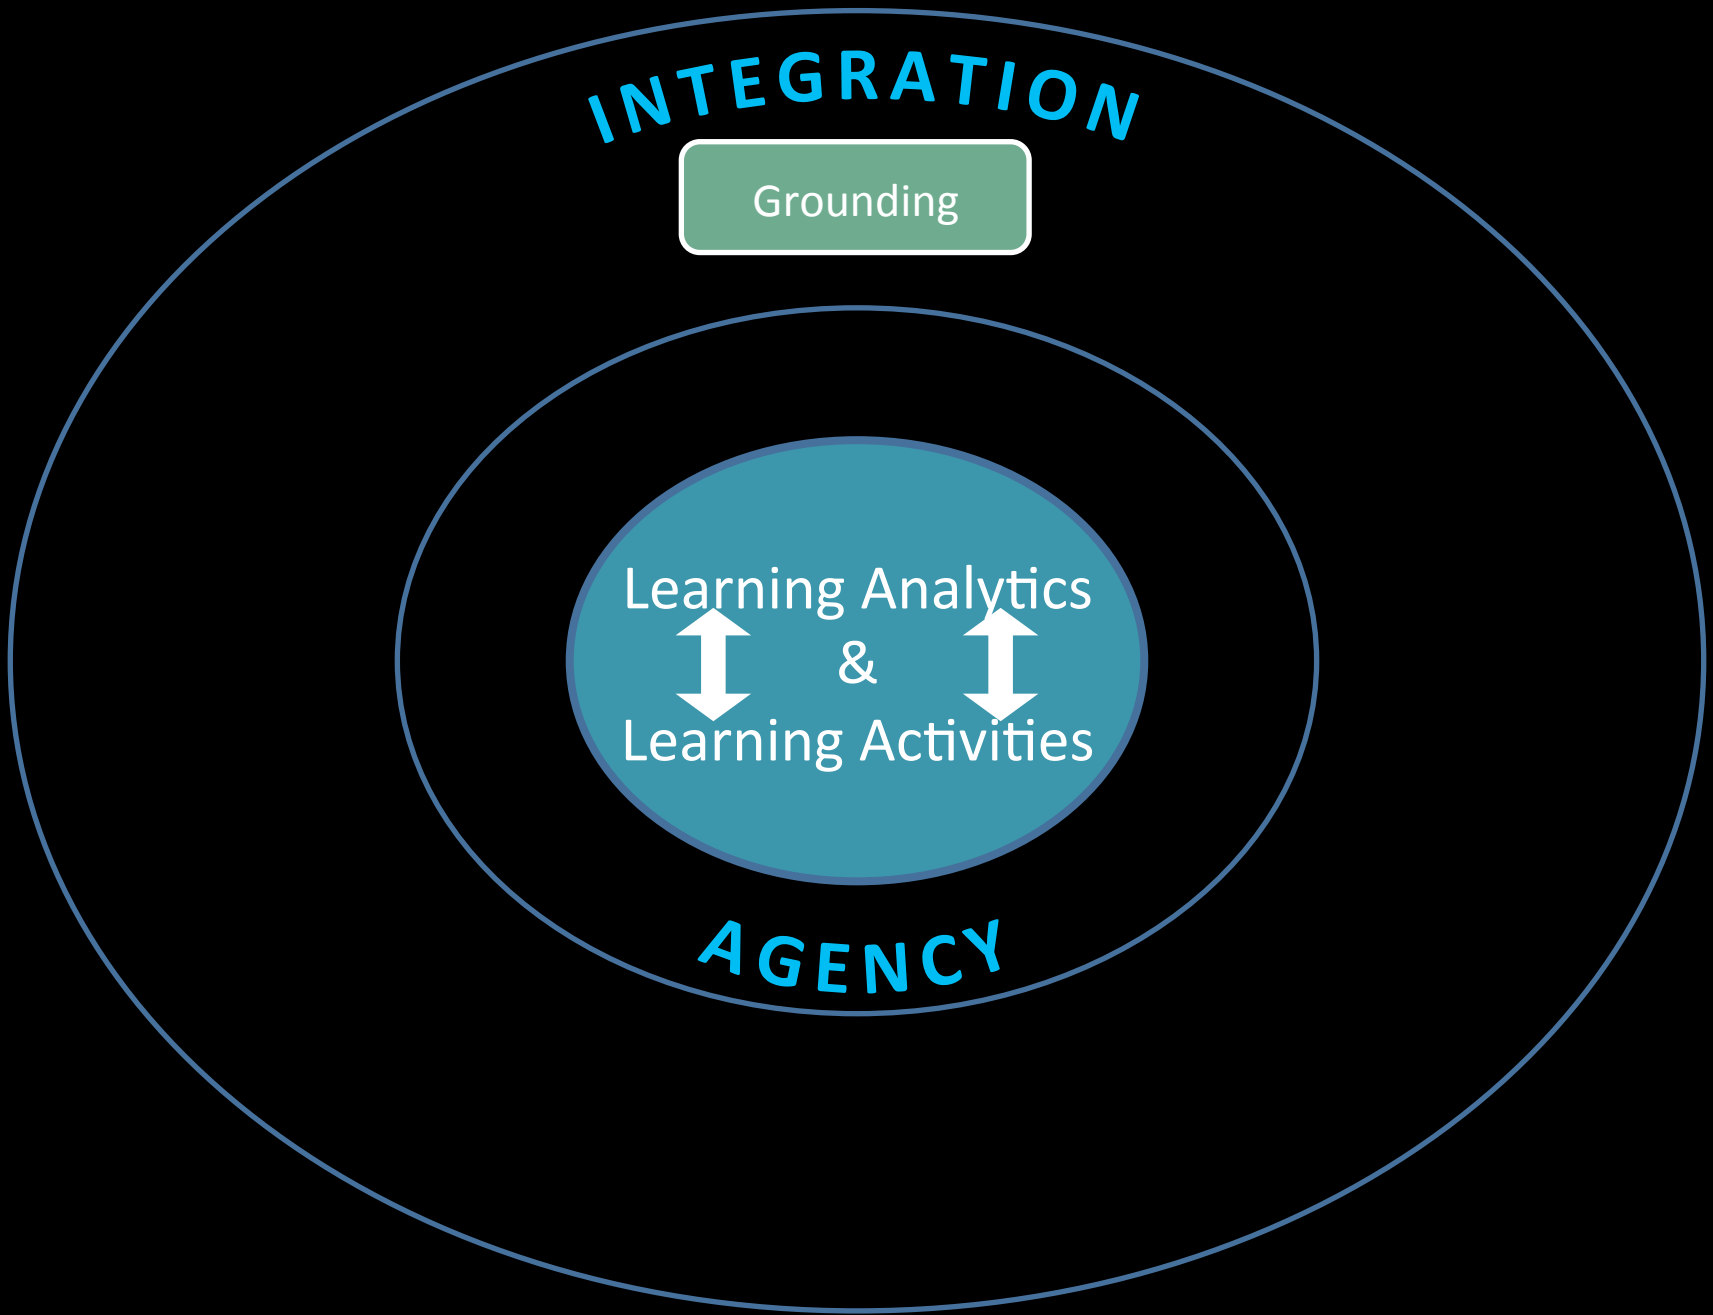 INTEGRATION
Grounding
Learning Analytics
&
Learning Activities
AGENCY